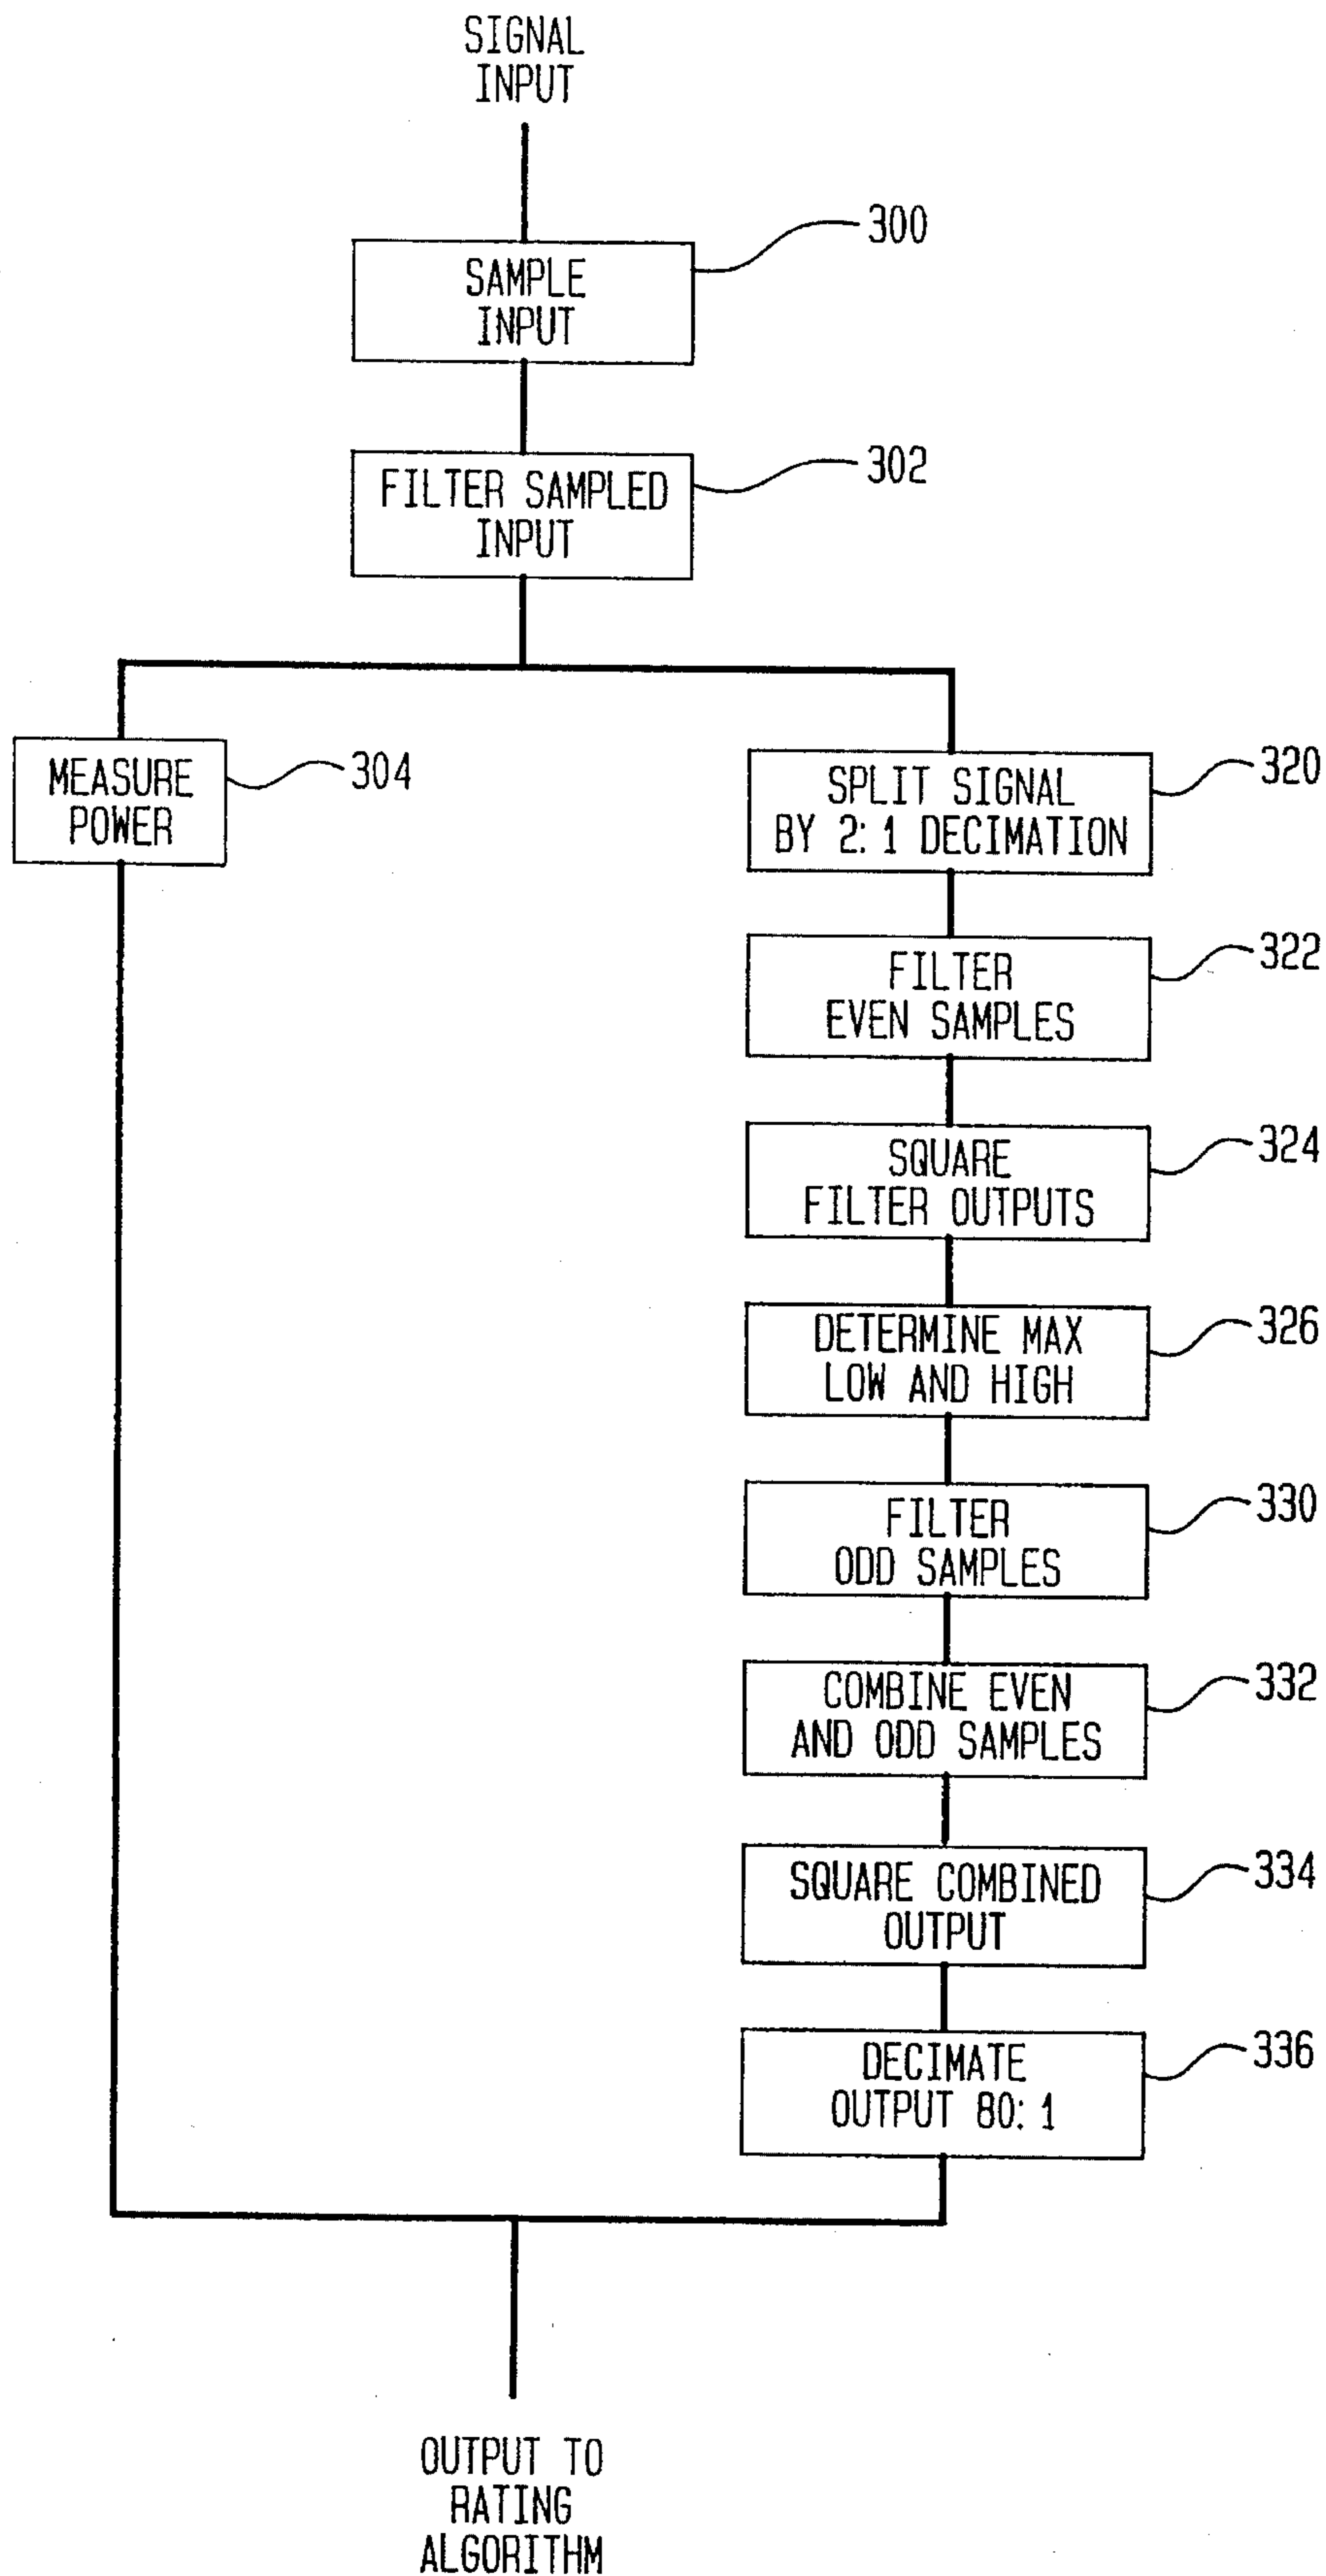 SIGNAL
INPUT
300
SAMPLE
INPUT
302
FILTER SAMPLED
INPUT
304
MEASURE
POWER
320
SPLIT SIGNAL
BY 2:1 DECIMATION
322
FILTER
EVEN SAMPLES
324
SQUARE
FILTER OUTPUTS
326
DETERMINE MAX
LOW AND HIGH
330
FILTER
ODD SAMPLES
332
COMBINE EVEN
AND ODD SAMPLES
334
SQUARE COMBINED
OUTPUT
336
DECIMATE
OUTPUT 80:1
OUTPUT TO
RATING
ALGORITHM